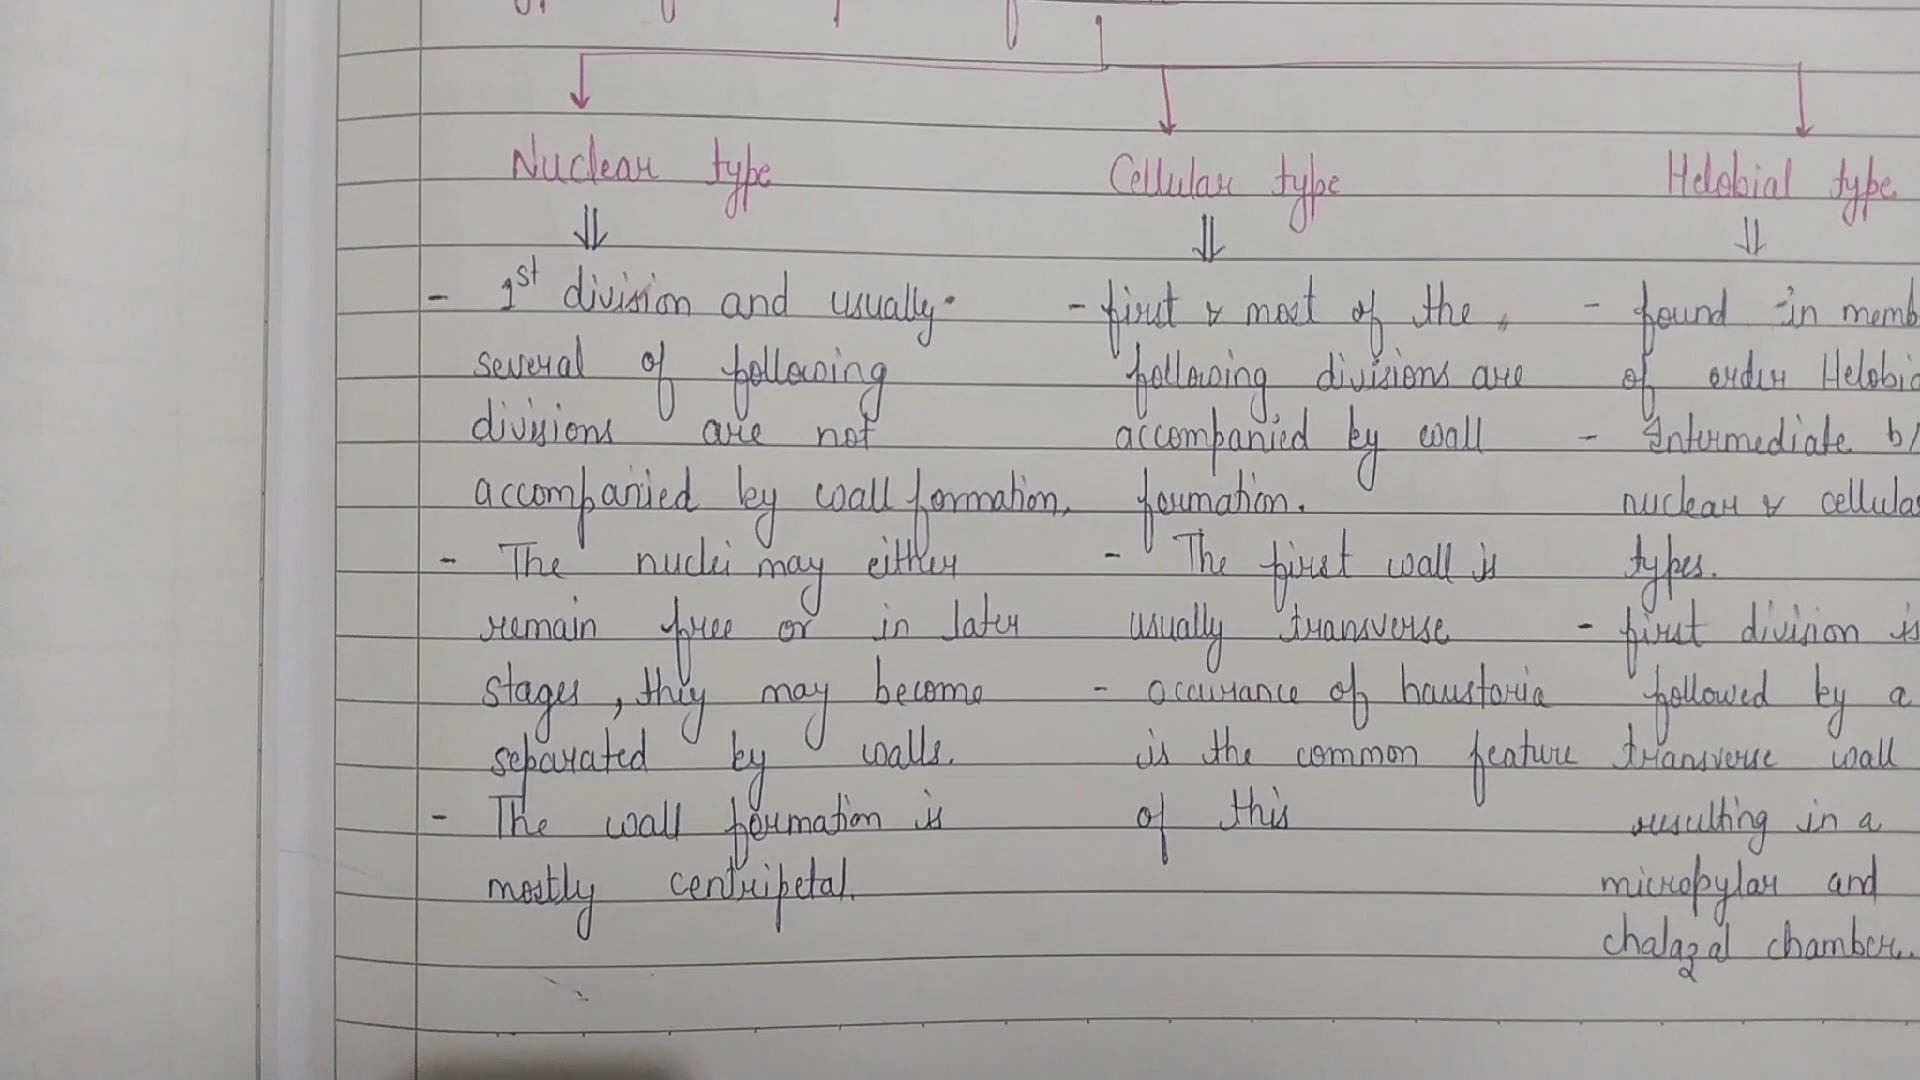 Nuclear type
Cellular type
Helobial type
- 1st division and usually
several of following
divisions are not
accompanied by wall formation.
- The nuclei may either
remain free or in later
stages, they may become
separated by walls.
- The wall formation is
mostly centripetal.
- first & most of the
following divisions are
accompanied by wall
formation.
- The first wall is
usually transverse
- occurance of haustoria
is the common feature
of this
- found in memb
of order Helobia
- Intermediate b/
nuclear & cellular
types.
- first division is
followed by a
transverse wall
resulting in a
micropylar and
chalazal chamber.